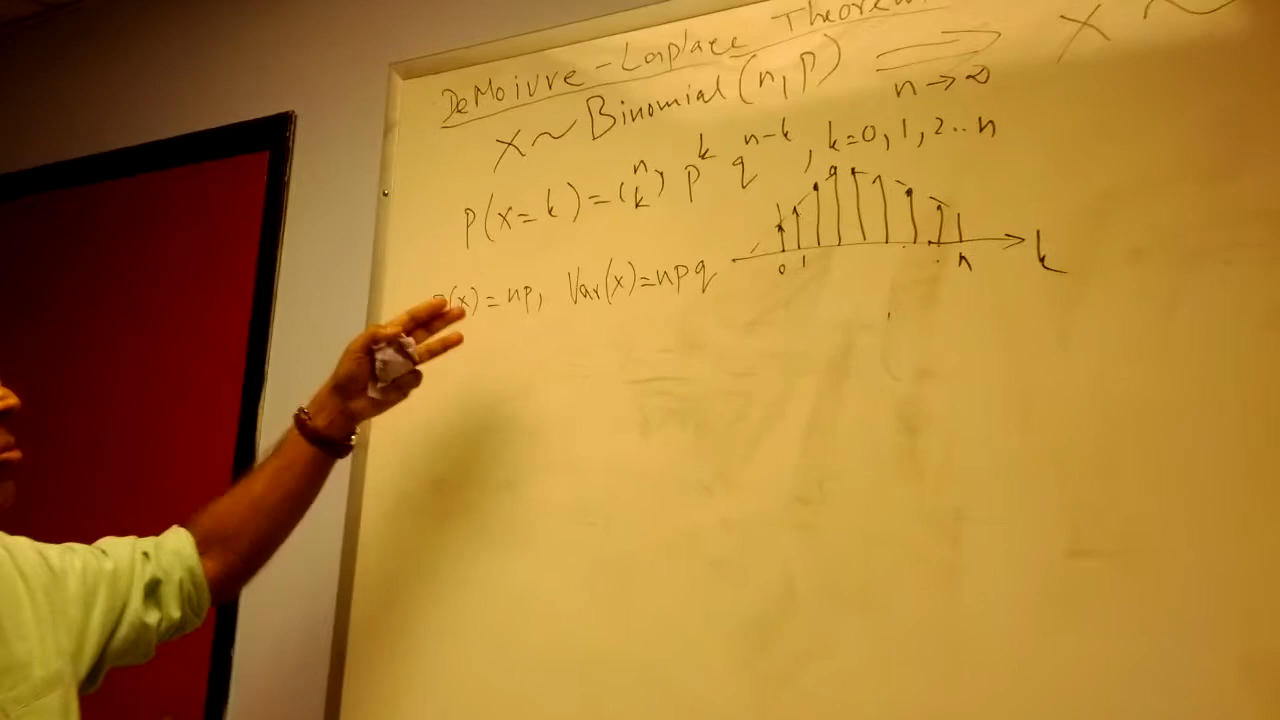 DeMoivre-Laplace Theorem
X ~ Binomial (n, p) ⟹ X ~
n → ∞
P(x=k) = (n k) p^k q^{n-k}, k=0, 1, 2..n
(x) = np, Var(x) = npq
0 1 n k